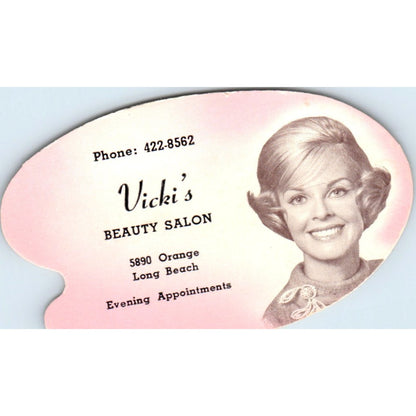 Phone: 422-8562
Vicki's
BEAUTY SALON
5890 Orange
Long Beach
Evening Appointments